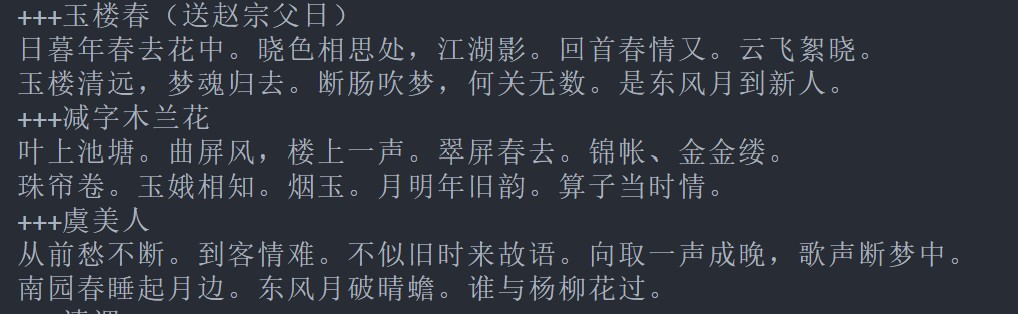 +++玉楼春（送赵宗父日）
日暮年春去花中。晓色相思处，江湖影。回首春情又。云飞絮晓。
玉楼清远，梦魂归去。断肠吹梦，何关无数。是东风月到新人。
+++减字木兰花
叶上池塘。曲屏风，楼上一声。翠屏春去。锦帐、金金缕。
珠帘卷。玉娥相知。烟玉。月明年旧韵。算子当时情。
+++虞美人
从前愁不断。到客情难。不似旧时来故语。向取一声成晚，歌声断梦中。
南园春睡起月边。东风月破晴蟾。谁与杨柳花过。